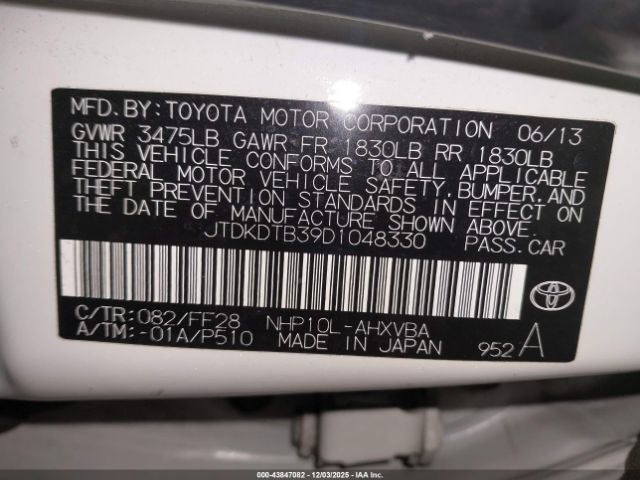 MFD. BY: TOYOTA MOTOR CORPORATION 06/13
GVWR 3475LB GAWR FR 1830LB RR 1830LB
THIS VEHICLE CONFORMS TO ALL APPLICABLE
FEDERAL MOTOR VEHICLE SAFETY, BUMPER, AND
THEFT PREVENTION STANDARDS IN EFFECT ON
THE DATE OF MANUFACTURE SHOWN ABOVE.
JTDKDTB39D1048330 PASS. CAR
C/TR: 082/FF28 NHP10L-AHXVBA
A/TM: -01A/P510 MADE IN JAPAN 952 A
000-43847082 | 12/03/2025 - IAA Inc.